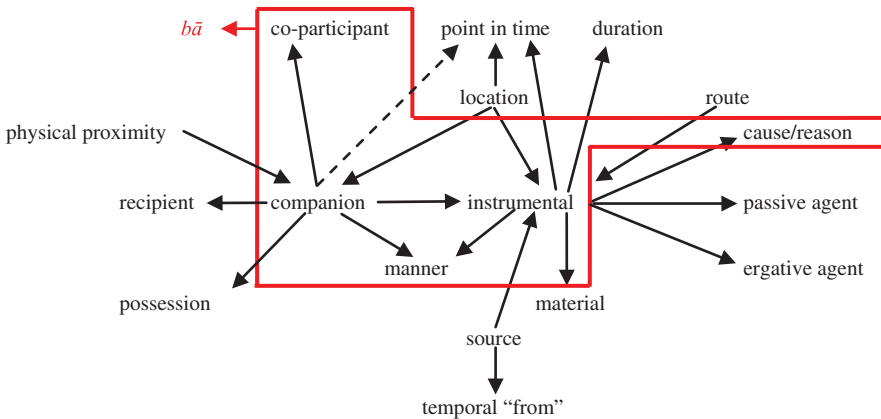 bā
co-participant
point in time
duration
location
route
physical proximity
cause/reason
recipient
companion
instrumental
passive agent
manner
ergative agent
possession
material
source
temporal “from”